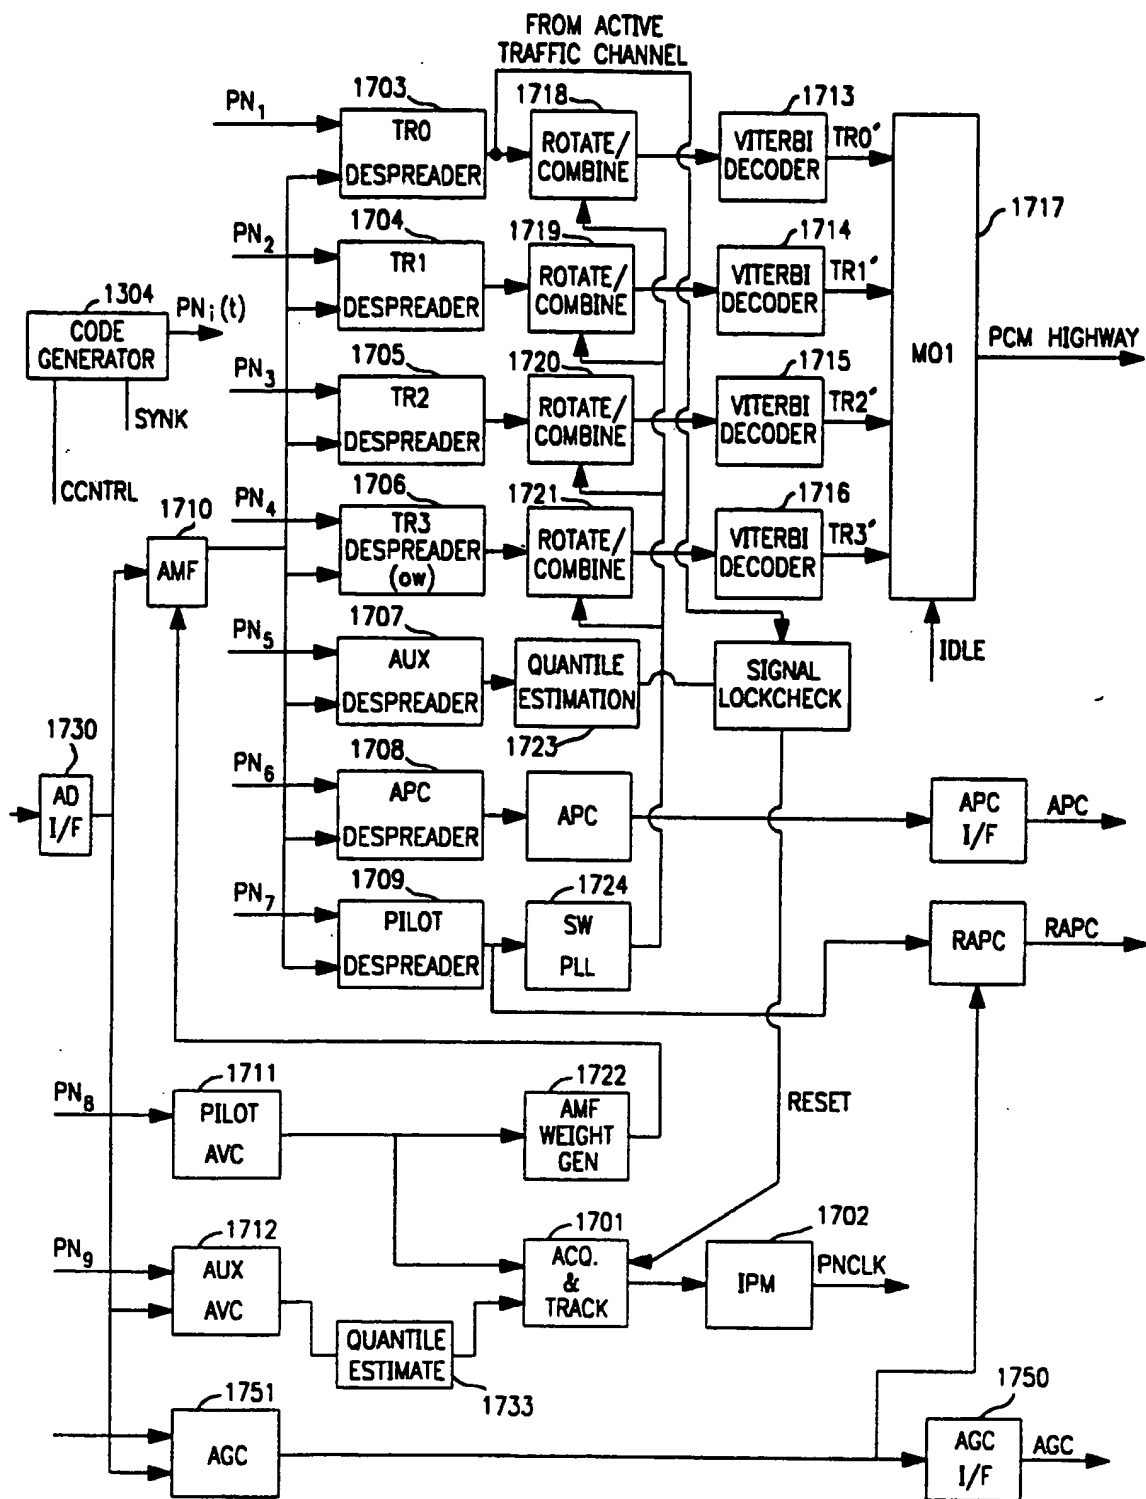 FROM ACTIVE
TRAFFIC CHANNEL
PN1
1703
TR0
DESPREADER
1718
ROTATE/
COMBINE
1713
VITERBI
DECODER
TR0'
1717
MO1
PCM HIGHWAY
IDLE
PN2
1704
TR1
DESPREADER
1719
ROTATE/
COMBINE
1714
VITERBI
DECODER
TR1'
1304
CODE
GENERATOR
PNi(t)
SYNK
CCNTRL
PN3
1705
TR2
DESPREADER
1720
ROTATE/
COMBINE
1715
VITERBI
DECODER
TR2'
PN4
1706
TR3
DESPREADER
(OW)
1721
ROTATE/
COMBINE
1716
VITERBI
DECODER
TR3'
1710
AMF
PN5
1707
AUX
DESPREADER
QUANTILE
ESTIMATION
1723
SIGNAL
LOCKCHECK
1730
AD
I/F
PN6
1708
APC
DESPREADER
APC
APC
I/F
APC
PN7
1709
PILOT
DESPREADER
1724
SW
PLL
RAPC
RAPC
PN8
1711
PILOT
AVC
1722
AMF
WEIGHT
GEN
RESET
PN9
1712
AUX
AVC
QUANTILE
ESTIMATE
1733
1701
ACQ.
&
TRACK
1702
IPM
PNCLK
1751
AGC
1750
AGC
I/F
AGC